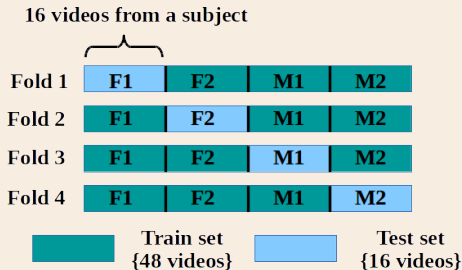 16 videos from a subject
Fold 1 F1 F2 M1 M2
Fold 2 F1 F2 M1 M2
Fold 3 F1 F2 M1 M2
Fold 4 F1 F2 M1 M2
Train set Test set
{48 videos} {16 videos}